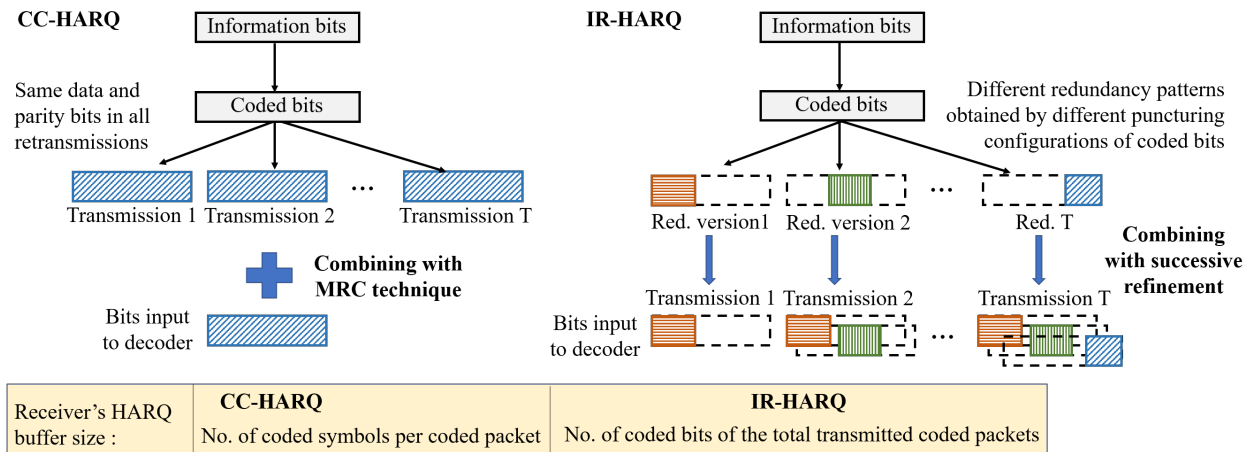 CC-HARQ
Information bits
Same data and
parity bits in all
retransmissions
Coded bits
...
Transmission 1
Transmission 2
Transmission T
Combining with
MRC technique
Bits input
to decoder
IR-HARQ
Information bits
Coded bits
Different redundancy patterns
obtained by different puncturing
configurations of coded bits
...
Red. version1
Red. version 2
Red. T
Combining
with successive
refinement
Transmission 1
Transmission 2
Transmission T
Bits input
to decoder
...
Receiver's HARQ
buffer size :
CC-HARQ
No. of coded symbols per coded packet
IR-HARQ
No. of coded bits of the total transmitted coded packets